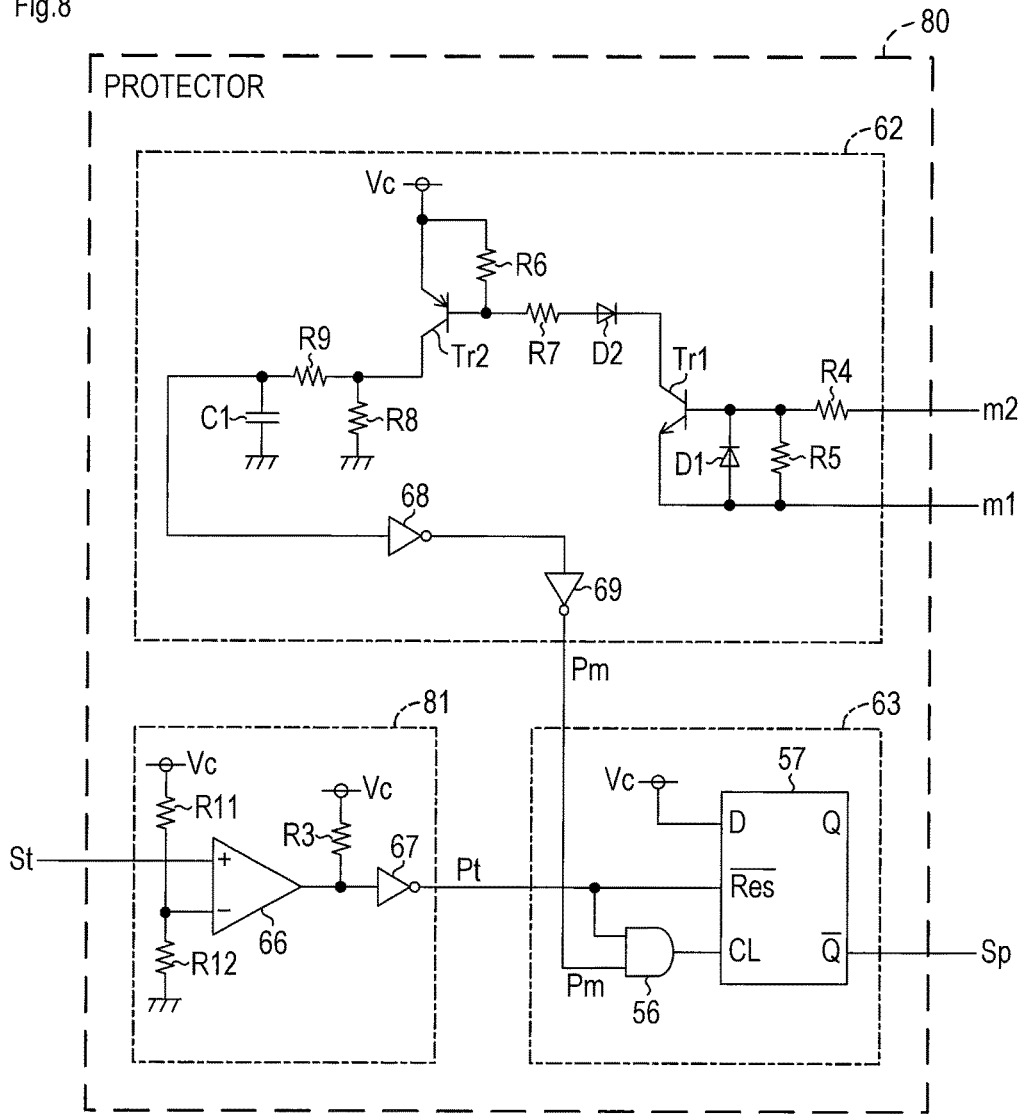 Fig.8
80
PROTECTOR
62
Vc
R6
R9
Tr2
R7
D2
Tr1
R4
C1
R8
m2
D1
R5
m1
68
69
Pm
81
63
Vc
R11
Vc
Vc
57
D
Q
R3
67
St
+
Pt
Res
−
66
R12
CL
Q
Sp
Pm
56